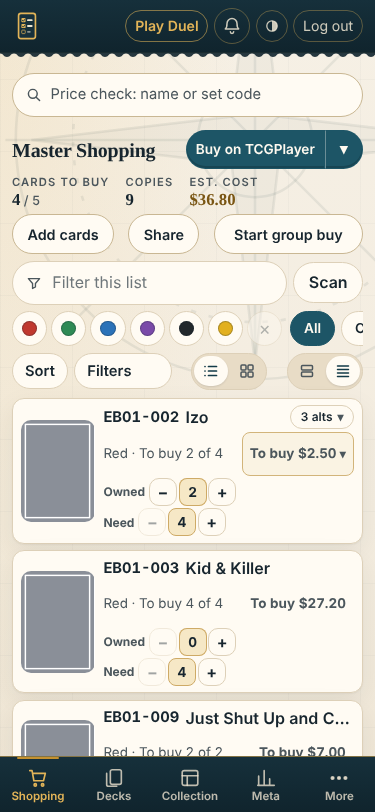 Play Duel
Log out
Price check: name or set code
Master Shopping
Buy on TCGPlayer ▼
CARDS TO BUY COPIES EST. COST
4 / 5 9 $36.80
Add cards Share Start group buy
Filter this list Scan
× All
Sort Filters
EB01-002 Izo 3 alts ▾
Red · To buy 2 of 4 To buy $2.50 ▾
Owned − 2 +
Need − 4 +
EB01-003 Kid & Killer
Red · To buy 4 of 4 To buy $27.20
Owned − 0 +
Need − 4 +
EB01-009 Just Shut Up and C...
Red · To buy 2 of 2 To buy $7.00
Shopping Decks Collection Meta More